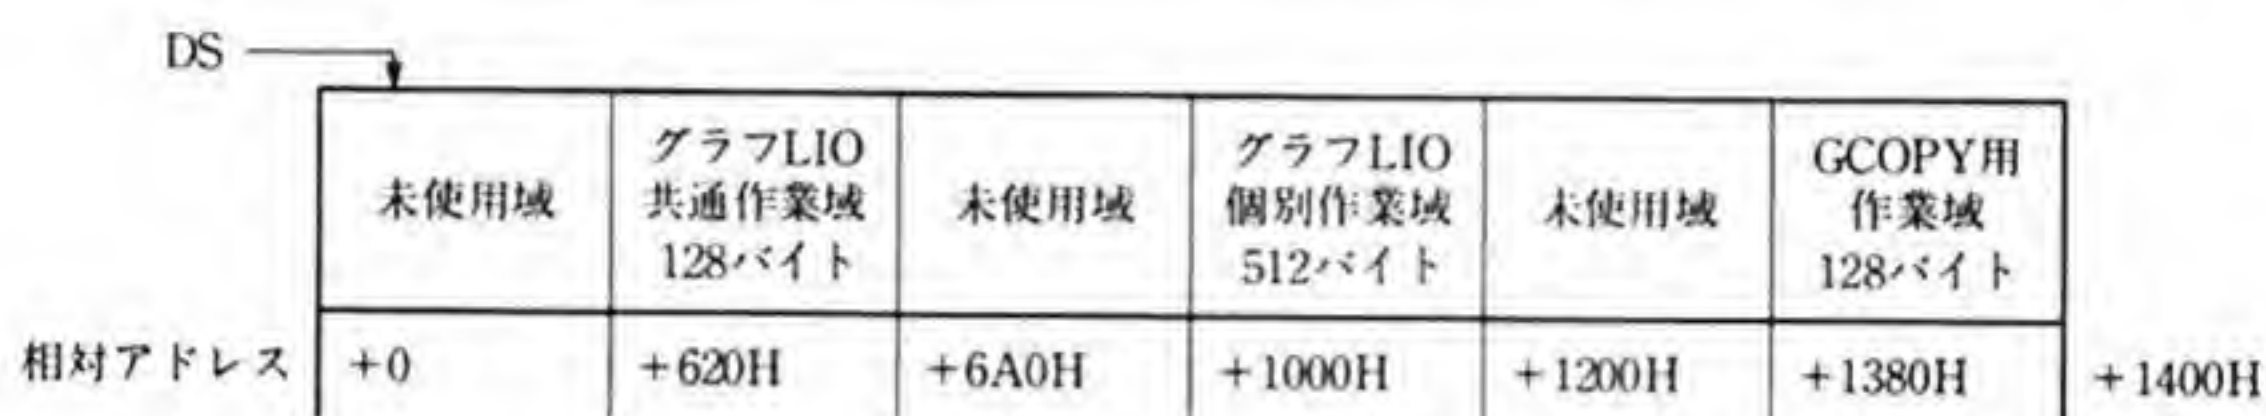 DS
未使用域
グラフLIO
共通作業域
128バイト
未使用域
グラフLIO
個別作業域
512バイト
未使用域
GCOPY用
作業域
128バイト
相対アドレス +0 +620H +6A0H +1000H +1200H +1380H +1400H